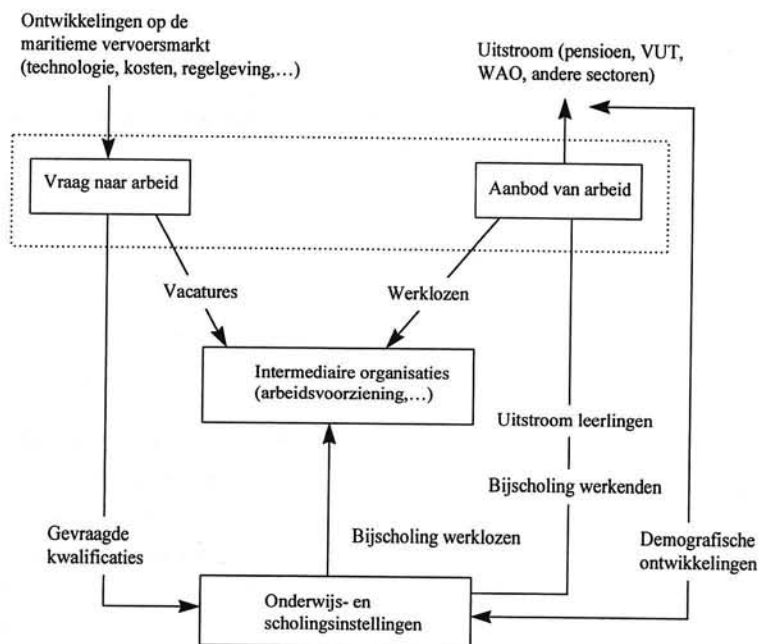 Ontwikkelingen op de
maritieme vervoersmarkt
(technologie, kosten, regelgeving,...)
Uitstroom (pensioen, VUT,
WAO, andere sectoren)
Vraag naar arbeid
Aanbod van arbeid
Vacatures
Werklozen
Intermediaire organisaties
(arbeidsvoorziening,...)
Uitstroom leerlingen
Bijscholing werkenden
Gevraagde
kwalificaties
Bijscholing werklozen
Demografische
ontwikkelingen
Onderwijs- en
scholingsinstellingen